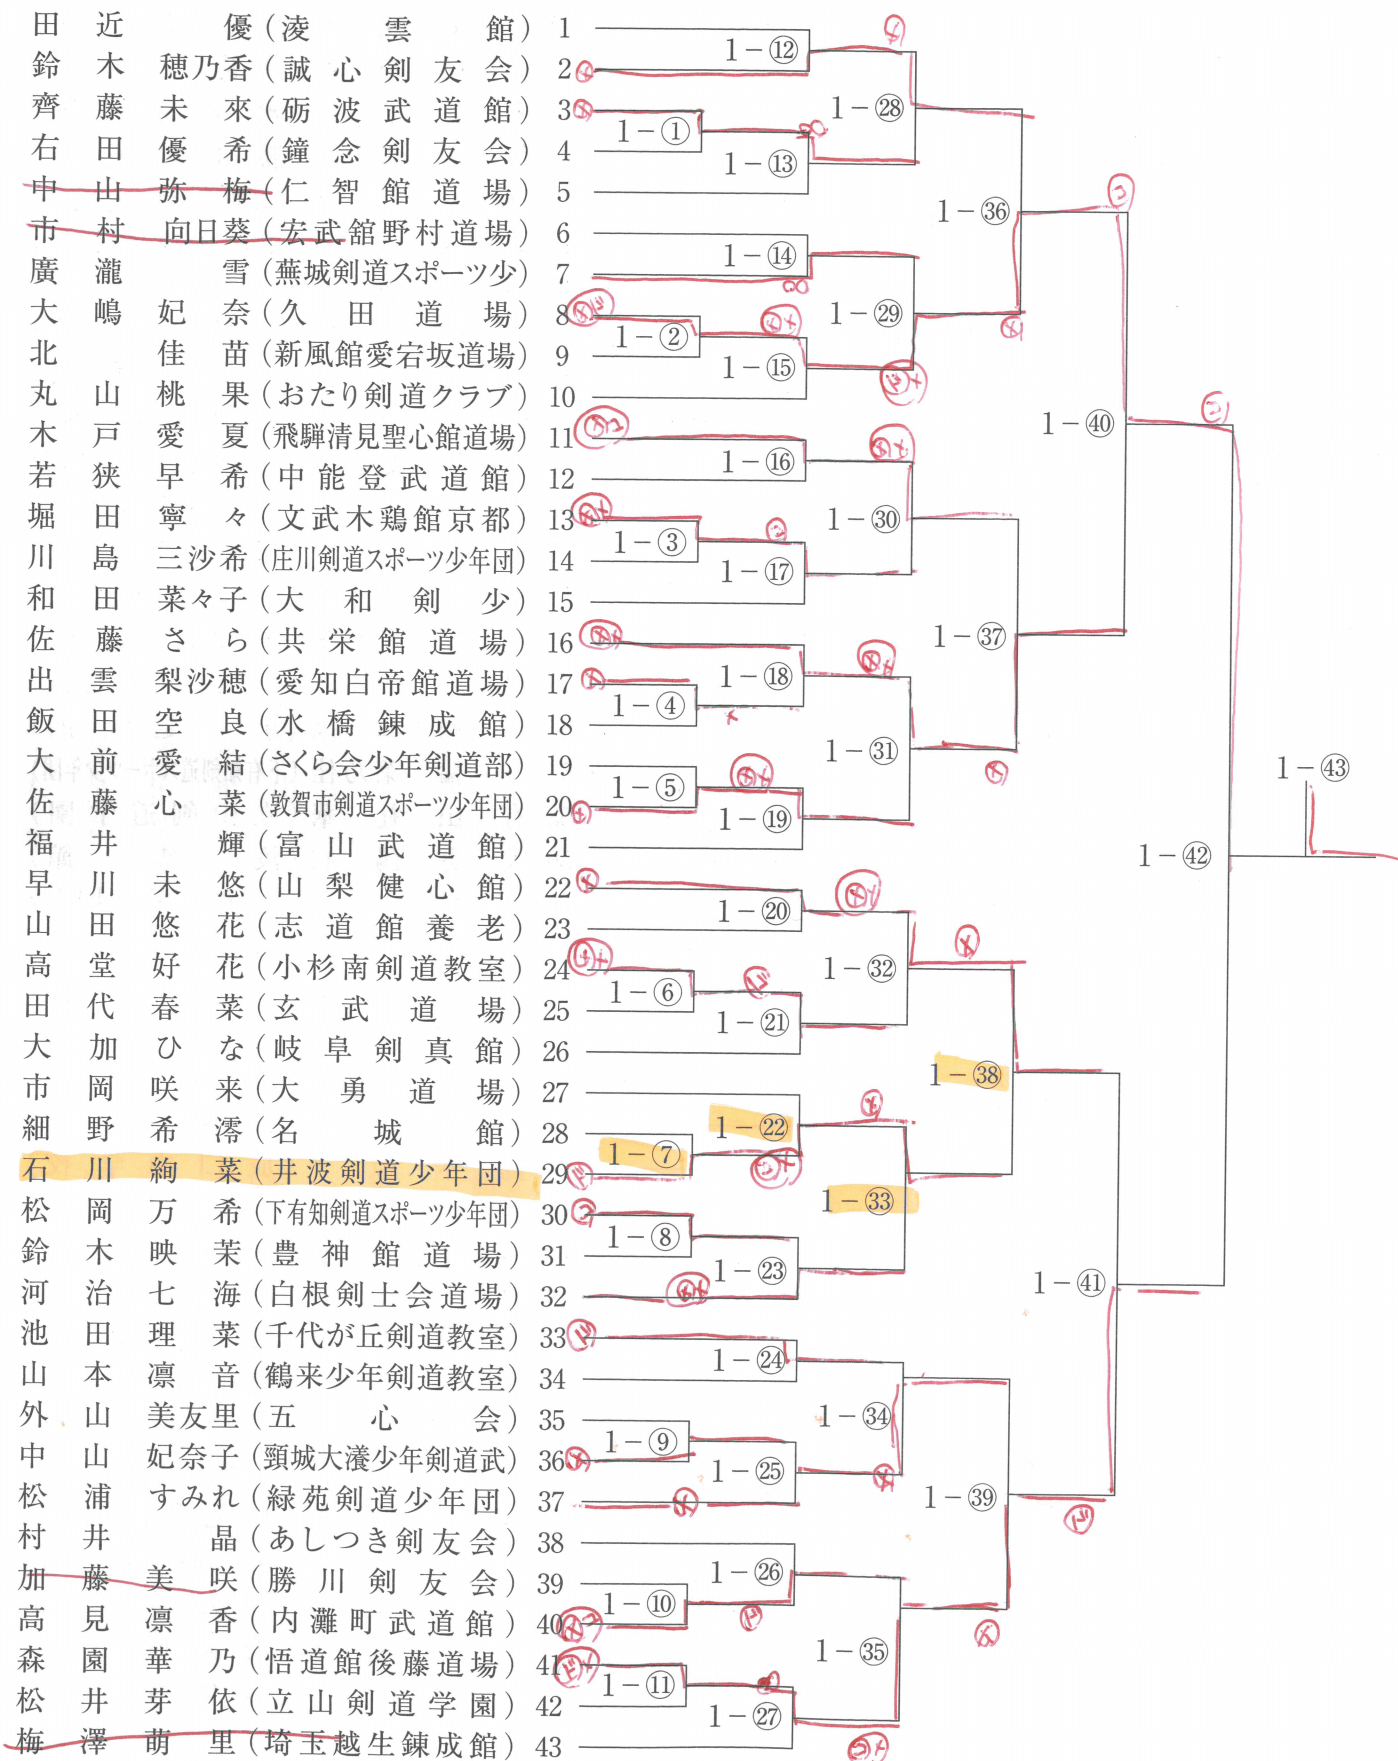 田近優(凌雲館) 1
鈴木穂乃香(誠心剣友会) 2
齊藤未來(砺波武道館) 3
右田優希(鐘念剣友会) 4
中山弥梅(仁智館道場) 5
市村向日葵(宏武舘野村道場) 6
廣瀧雪(蕪城剣道スポーツ少) 7
大嶋妃奈(久田道場) 8
北佳苗(新風館愛宕坂道場) 9
丸山桃果(おたり剣道クラブ) 10
木戸愛夏(飛騨清見聖心館道場) 11
若狭早希(中能登武道館) 12
堀田寧々(文武木鶏館京都) 13
川島三沙希(庄川剣道スポーツ少年団) 14
和田菜々子(大和剣少) 15
佐藤さら(共栄館道場) 16
出雲梨沙穂(愛知白帝館道場) 17
飯田空良(水橋錬成館) 18
大前愛結(さくら会少年剣道部) 19
佐藤心菜(敦賀市剣道スポーツ少年団) 20
福井輝(富山武道館) 21
早川未悠(山梨健心館) 22
山田悠花(志道館養老) 23
高堂好花(小杉南剣道教室) 24
田代春菜(玄武道場) 25
大加ひな(岐阜剣真館) 26
市岡咲来(大勇道場) 27
細野希澪(名城館) 28
石川絢菜(井波剣道少年団) 29
松岡万希(下有知剣道スポーツ少年団) 30
鈴木映茉(豊神館道場) 31
河治七海(白根剣士会道場) 32
池田理菜(千代が丘剣道教室) 33
山本凛音(鶴来少年剣道教室) 34
外山美友里(五心会) 35
中山妃奈子(頸城大瀁少年剣道武) 36
松浦すみれ(緑苑剣道少年団) 37
村井晶(あしつき剣友会) 38
加藤美咲(勝川剣友会) 39
高見凛香(内灘町武道館) 40
森園華乃(悟道館後藤道場) 41
松井芽依(立山剣道学園) 42
梅澤萌里(埼玉越生錬成館) 43
1-①
1-②
1-③
1-④
1-⑤
1-⑥
1-⑦
1-⑧
1-⑨
1-⑩
1-⑪
1-⑫
1-⑬
1-⑭
1-⑮
1-⑯
1-⑰
1-⑱
1-⑲
1-⑳
1-㉑
1-㉒
1-㉓
1-㉔
1-㉕
1-㉖
1-㉗
1-㉘
1-㉙
1-㉚
1-㉛
1-㉜
1-㉝
1-㉞
1-㉟
1-㊱
1-㊲
1-㊳
1-㊴
1-㊵
1-㊶
1-㊷
1-㊸